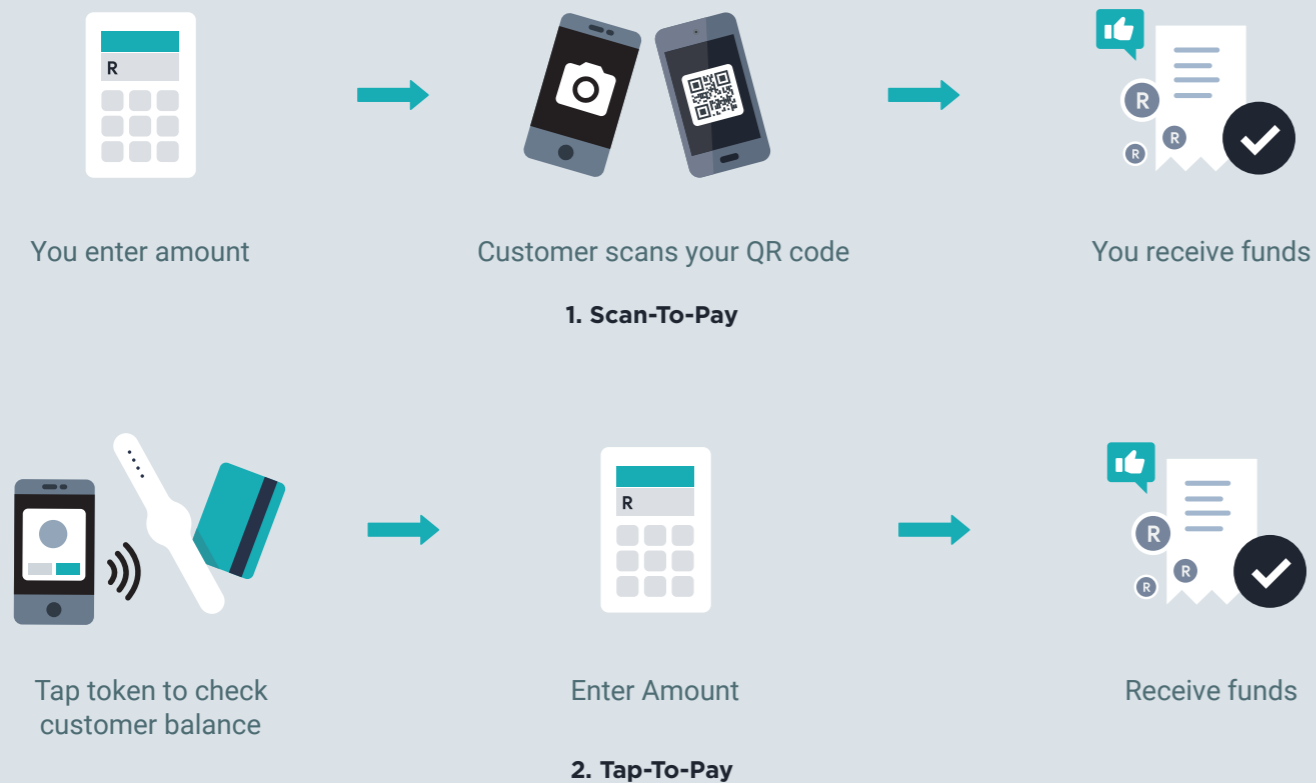 R
R
R
R
You enter amount
Customer scans your QR code
You receive funds
1. Scan-To-Pay
R
R
R
R
Tap token to check
customer balance
Enter Amount
Receive funds
2. Tap-To-Pay